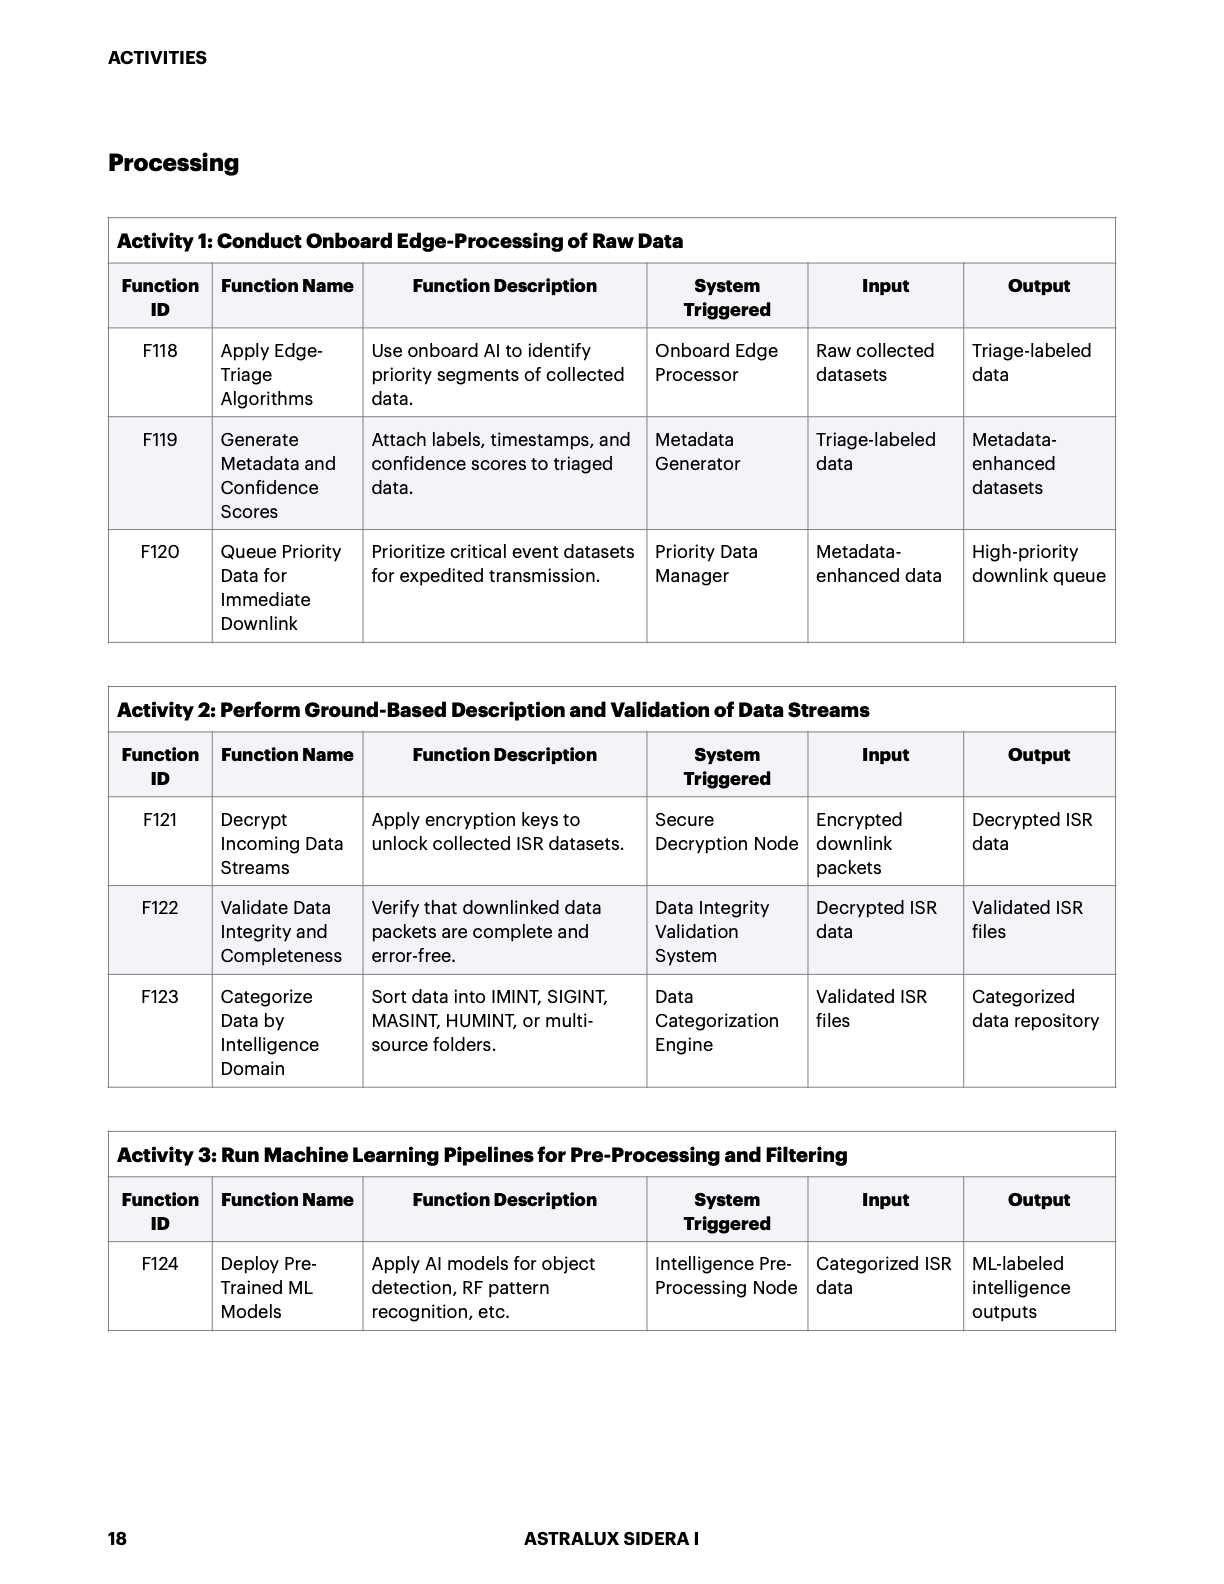 ACTIVITIES
Processing
Activity 1: Conduct Onboard Edge-Processing of Raw Data
Function ID | Function Name | Function Description | System Triggered | Input | Output
F118 | Apply Edge-Triage Algorithms | Use onboard AI to identify priority segments of collected data. | Onboard Edge Processor | Raw collected datasets | Triage-labeled data
F119 | Generate Metadata and Confidence Scores | Attach labels, timestamps, and confidence scores to triaged data. | Metadata Generator | Triage-labeled data | Metadata-enhanced datasets
F120 | Queue Priority Data for Immediate Downlink | Prioritize critical event datasets for expedited transmission. | Priority Data Manager | Metadata-enhanced data | High-priority downlink queue
Activity 2: Perform Ground-Based Description and Validation of Data Streams
Function ID | Function Name | Function Description | System Triggered | Input | Output
F121 | Decrypt Incoming Data Streams | Apply encryption keys to unlock collected ISR datasets. | Secure Decryption Node | Encrypted downlink packets | Decrypted ISR data
F122 | Validate Data Integrity and Completeness | Verify that downlinked data packets are complete and error-free. | Data Integrity Validation System | Decrypted ISR data | Validated ISR files
F123 | Categorize Data by Intelligence Domain | Sort data into IMINT, SIGINT, MASINT, HUMINT, or multi-source folders. | Data Categorization Engine | Validated ISR files | Categorized data repository
Activity 3: Run Machine Learning Pipelines for Pre-Processing and Filtering
Function ID | Function Name | Function Description | System Triggered | Input | Output
F124 | Deploy Pre-Trained ML Models | Apply AI models for object detection, RF pattern recognition, etc. | Intelligence Pre-Processing Node | Categorized ISR data | ML-labeled intelligence outputs
18
ASTRALUX SIDERA I